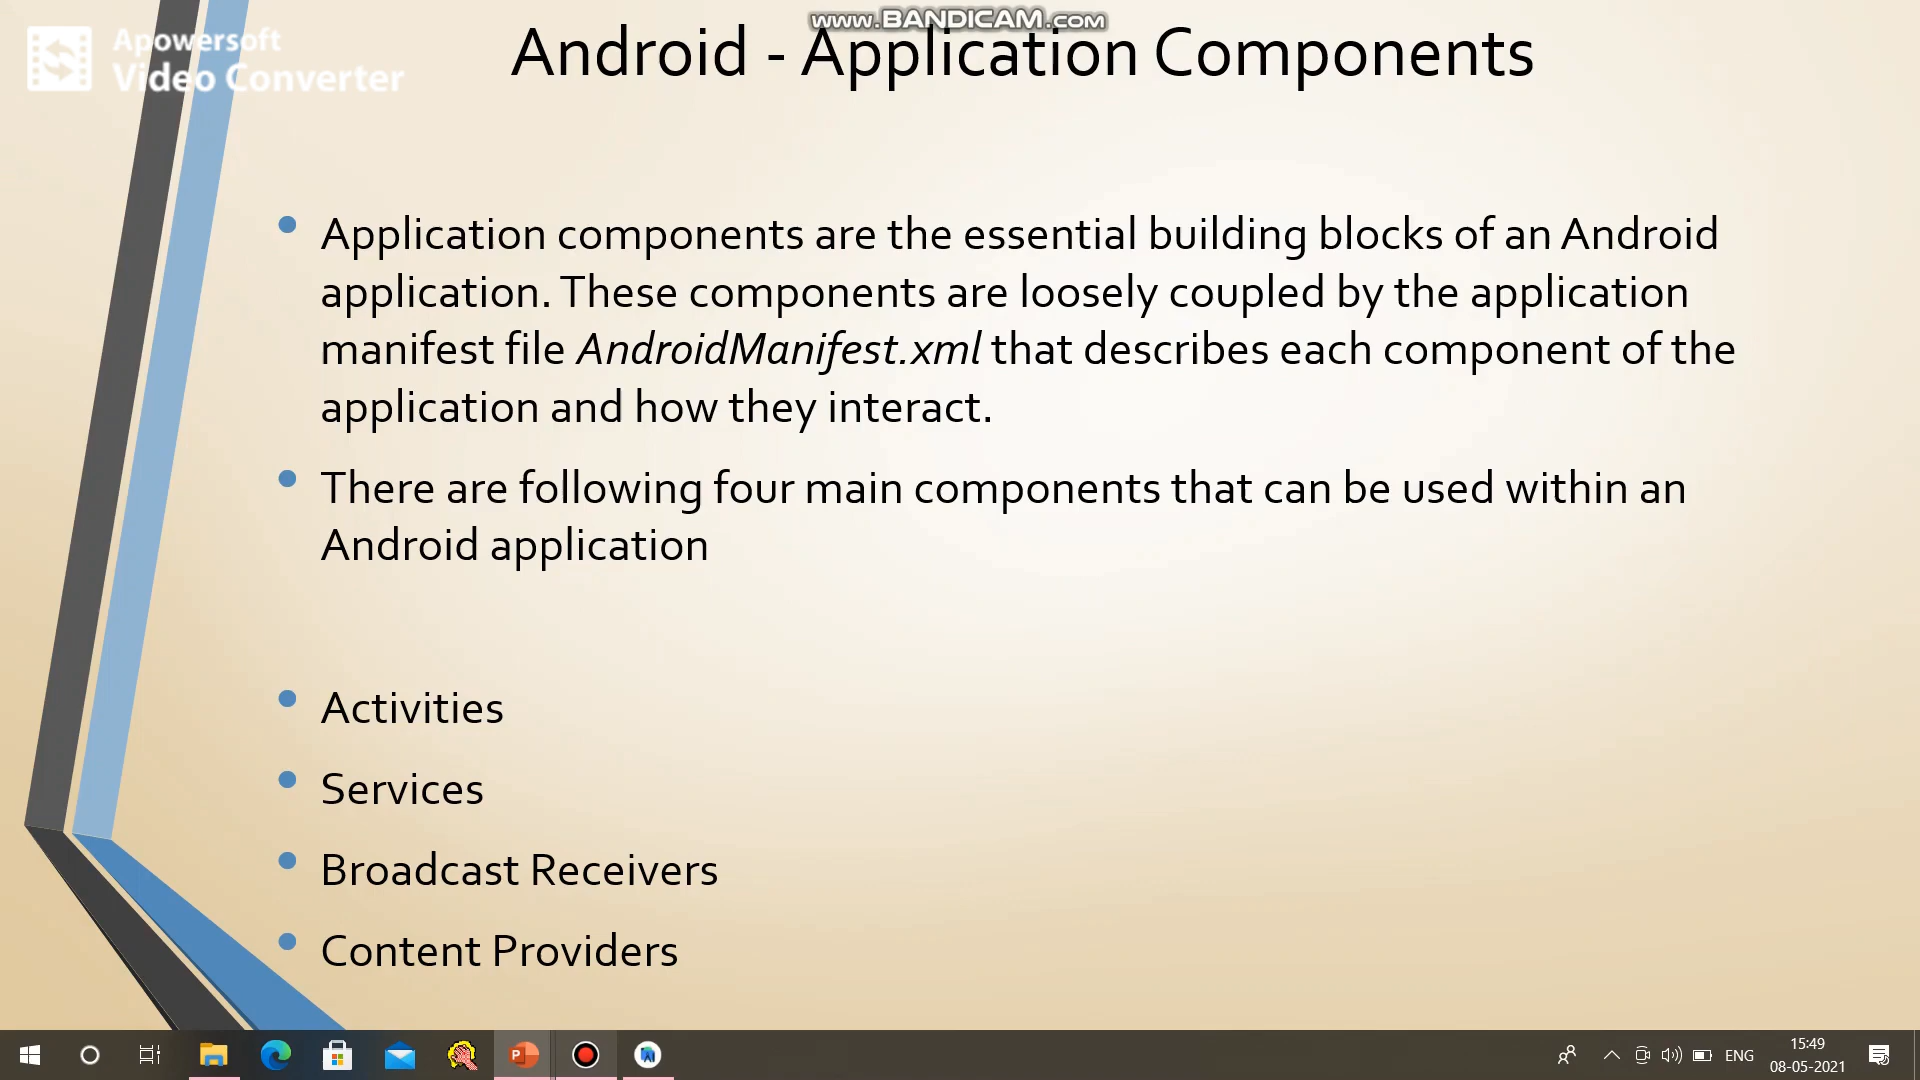 www.BANDICAM.com
Apowersoft
Video Converter
Android - Application Components
• Application components are the essential building blocks of an Android
application. These components are loosely coupled by the application
manifest file AndroidManifest.xml that describes each component of the
application and how they interact.
• There are following four main components that can be used within an
Android application
• Activities
• Services
• Broadcast Receivers
• Content Providers
ENG
15:49
08-05-2021